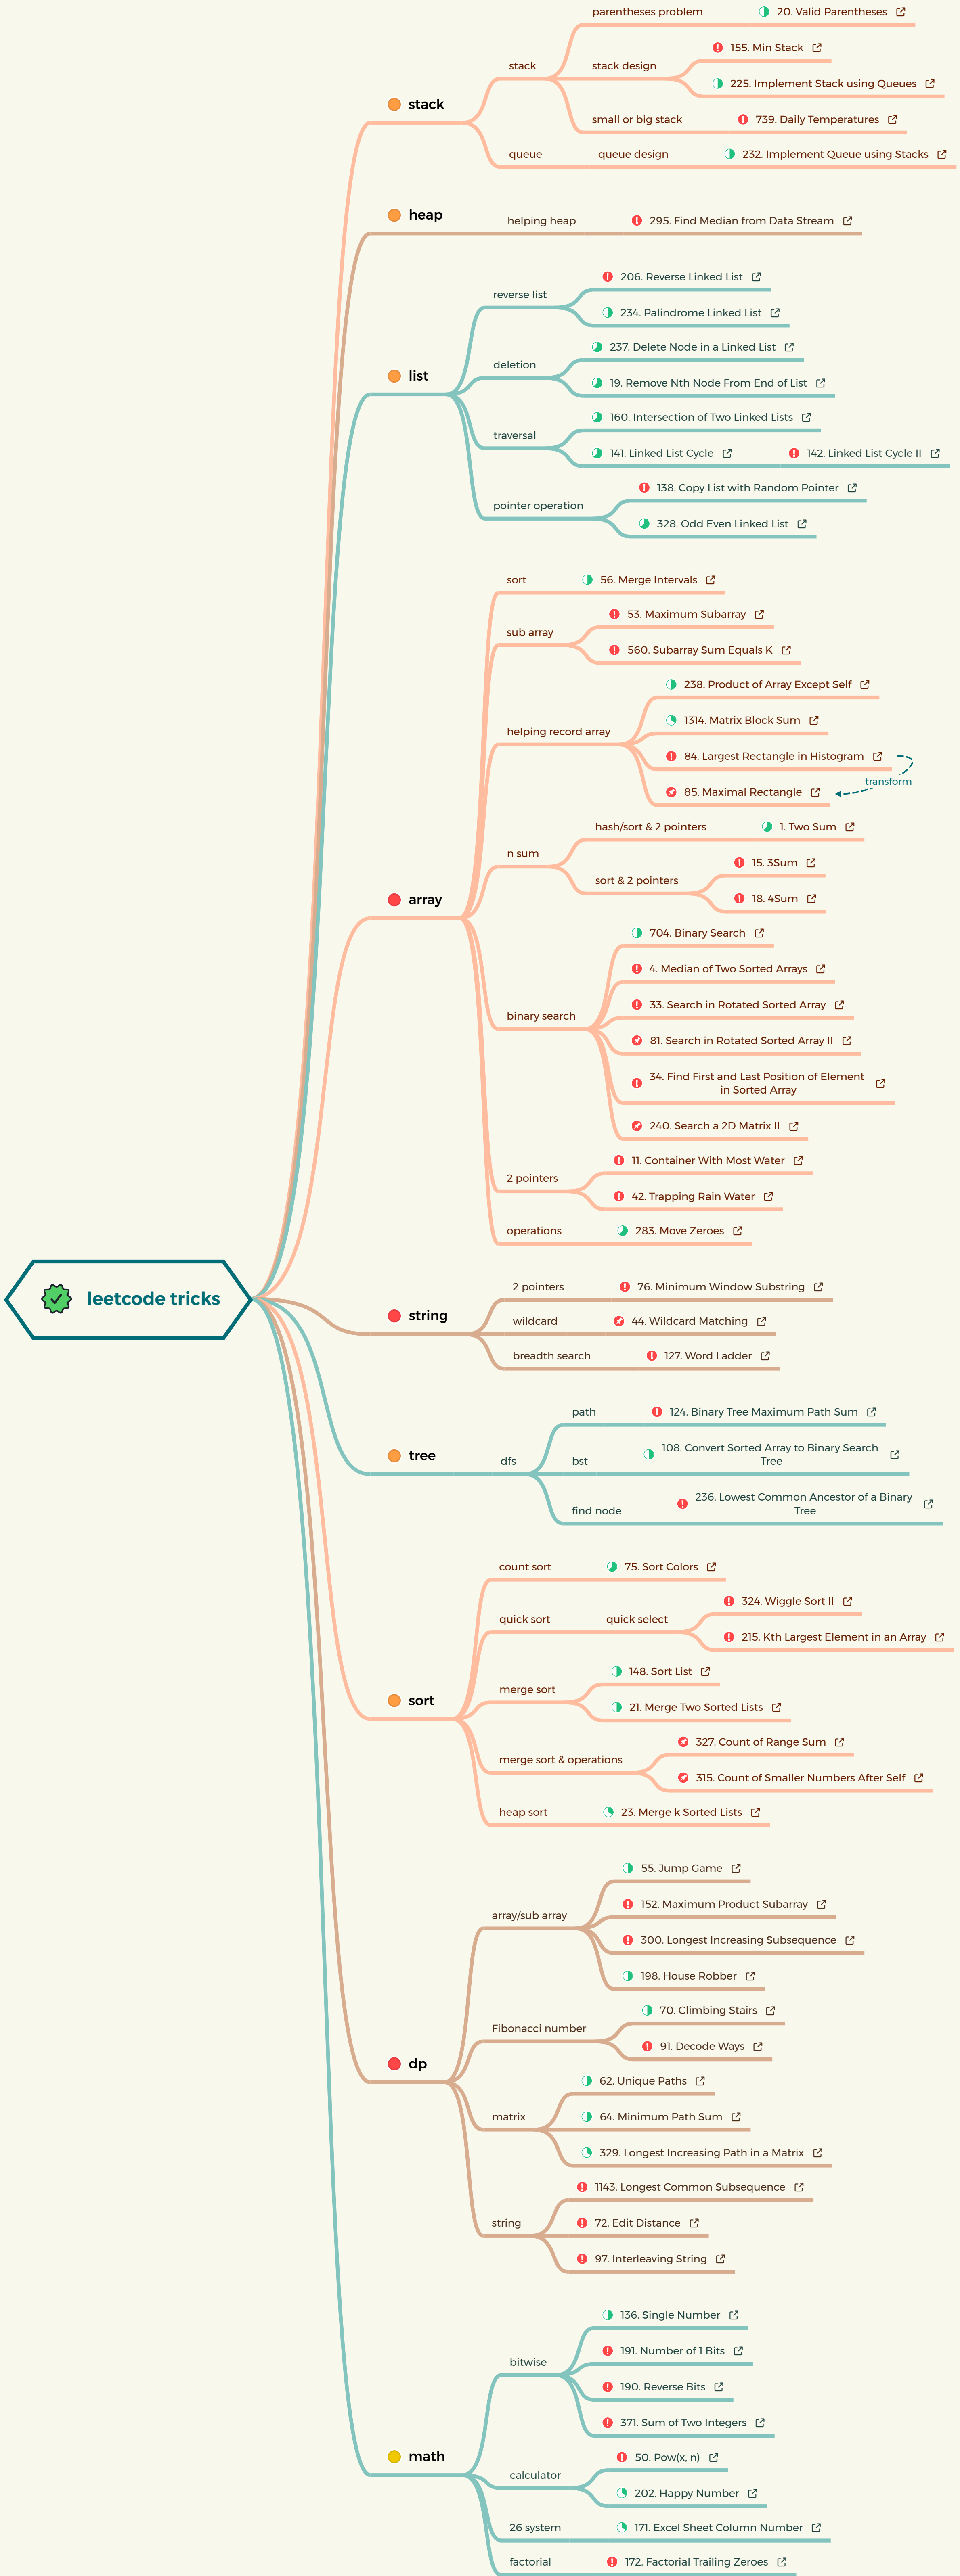 leetcode tricks
stack
stack
parentheses problem
20. Valid Parentheses
stack design
155. Min Stack
225. Implement Stack using Queues
small or big stack
739. Daily Temperatures
queue
queue design
232. Implement Queue using Stacks
heap
helping heap
295. Find Median from Data Stream
list
reverse list
206. Reverse Linked List
234. Palindrome Linked List
deletion
237. Delete Node in a Linked List
19. Remove Nth Node From End of List
traversal
160. Intersection of Two Linked Lists
141. Linked List Cycle
142. Linked List Cycle II
pointer operation
138. Copy List with Random Pointer
328. Odd Even Linked List
array
sort
56. Merge Intervals
sub array
53. Maximum Subarray
560. Subarray Sum Equals K
helping record array
238. Product of Array Except Self
1314. Matrix Block Sum
84. Largest Rectangle in Histogram
transform
85. Maximal Rectangle
n sum
hash/sort & 2 pointers
1. Two Sum
sort & 2 pointers
15. 3Sum
18. 4Sum
binary search
704. Binary Search
4. Median of Two Sorted Arrays
33. Search in Rotated Sorted Array
81. Search in Rotated Sorted Array II
34. Find First and Last Position of Element
in Sorted Array
240. Search a 2D Matrix II
2 pointers
11. Container With Most Water
42. Trapping Rain Water
operations
283. Move Zeroes
string
2 pointers
76. Minimum Window Substring
wildcard
44. Wildcard Matching
breadth search
127. Word Ladder
tree
dfs
path
124. Binary Tree Maximum Path Sum
bst
108. Convert Sorted Array to Binary Search
Tree
find node
236. Lowest Common Ancestor of a Binary
Tree
sort
count sort
75. Sort Colors
quick sort
quick select
324. Wiggle Sort II
215. Kth Largest Element in an Array
merge sort
148. Sort List
21. Merge Two Sorted Lists
merge sort & operations
327. Count of Range Sum
315. Count of Smaller Numbers After Self
heap sort
23. Merge k Sorted Lists
dp
array/sub array
55. Jump Game
152. Maximum Product Subarray
300. Longest Increasing Subsequence
198. House Robber
Fibonacci number
70. Climbing Stairs
91. Decode Ways
matrix
62. Unique Paths
64. Minimum Path Sum
329. Longest Increasing Path in a Matrix
string
1143. Longest Common Subsequence
72. Edit Distance
97. Interleaving String
math
bitwise
136. Single Number
191. Number of 1 Bits
190. Reverse Bits
371. Sum of Two Integers
calculator
50. Pow(x, n)
202. Happy Number
26 system
171. Excel Sheet Column Number
factorial
172. Factorial Trailing Zeroes